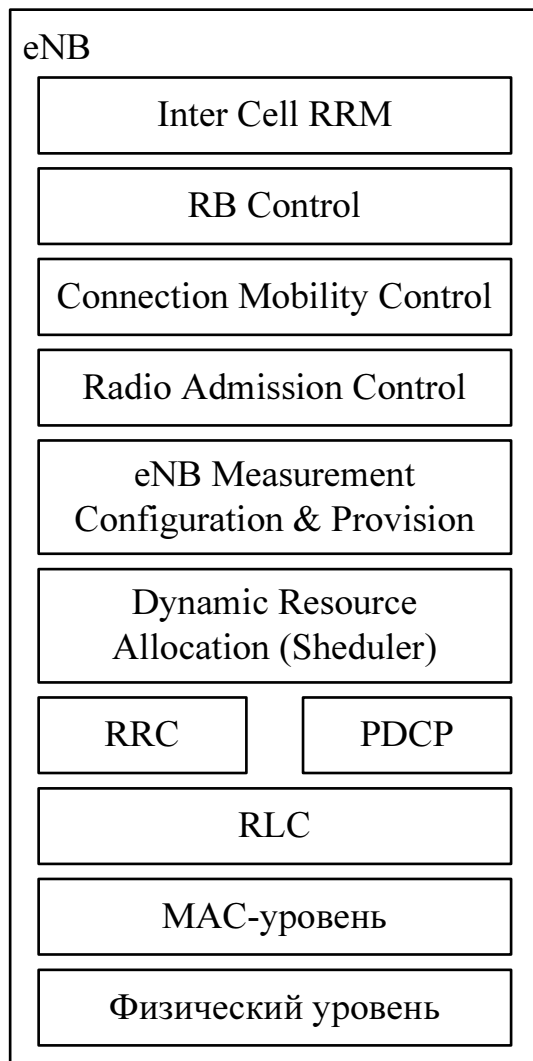 eNB
Inter Cell RRM
RB Control
Connection Mobility Control
Radio Admission Control
eNB Measurement
Configuration & Provision
Dynamic Resource
Allocation (Sheduler)
RRC PDCP
RLC
MAC-уровень
Физический уровень